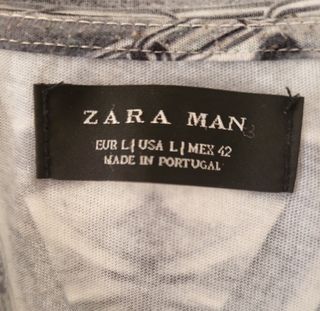 ZARA MAN
EUR L | USA L | MEX 42
MADE IN PORTUGAL